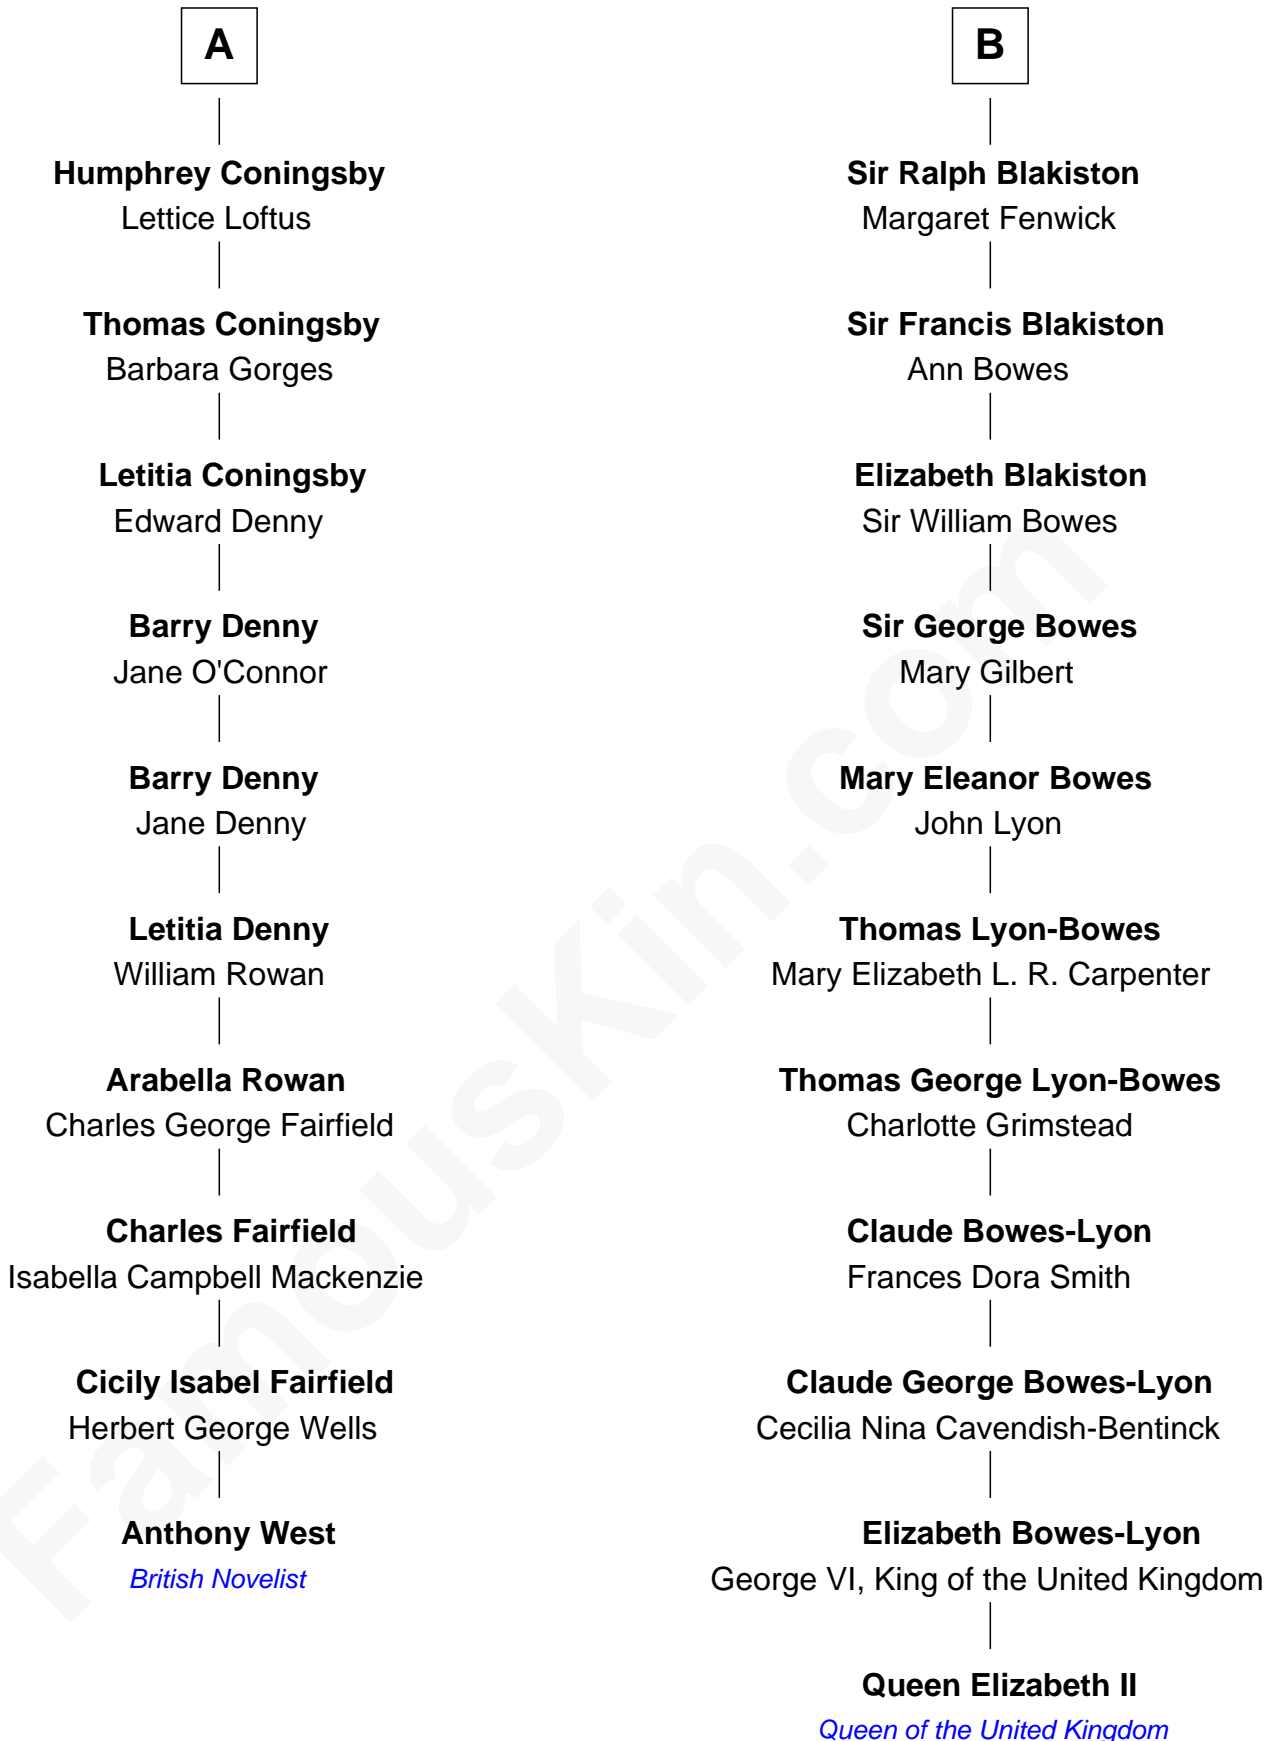 A
Humphrey Coningsby
Lettice Loftus
Thomas Coningsby
Barbara Gorges
Letitia Coningsby
Edward Denny
Barry Denny
Jane O'Connor
Barry Denny
Jane Denny
Letitia Denny
William Rowan
Arabella Rowan
Charles George Fairfield
Charles Fairfield
Isabella Campbell Mackenzie
Cicily Isabel Fairfield
Herbert George Wells
Anthony West
British Novelist
B
Sir Ralph Blakiston
Margaret Fenwick
Sir Francis Blakiston
Ann Bowes
Elizabeth Blakiston
Sir William Bowes
Sir George Bowes
Mary Gilbert
Mary Eleanor Bowes
John Lyon
Thomas Lyon-Bowes
Mary Elizabeth L. R. Carpenter
Thomas George Lyon-Bowes
Charlotte Grimstead
Claude Bowes-Lyon
Frances Dora Smith
Claude George Bowes-Lyon
Cecilia Nina Cavendish-Bentinck
Elizabeth Bowes-Lyon
George VI, King of the United Kingdom
Queen Elizabeth II
Queen of the United Kingdom
FamousKin.com